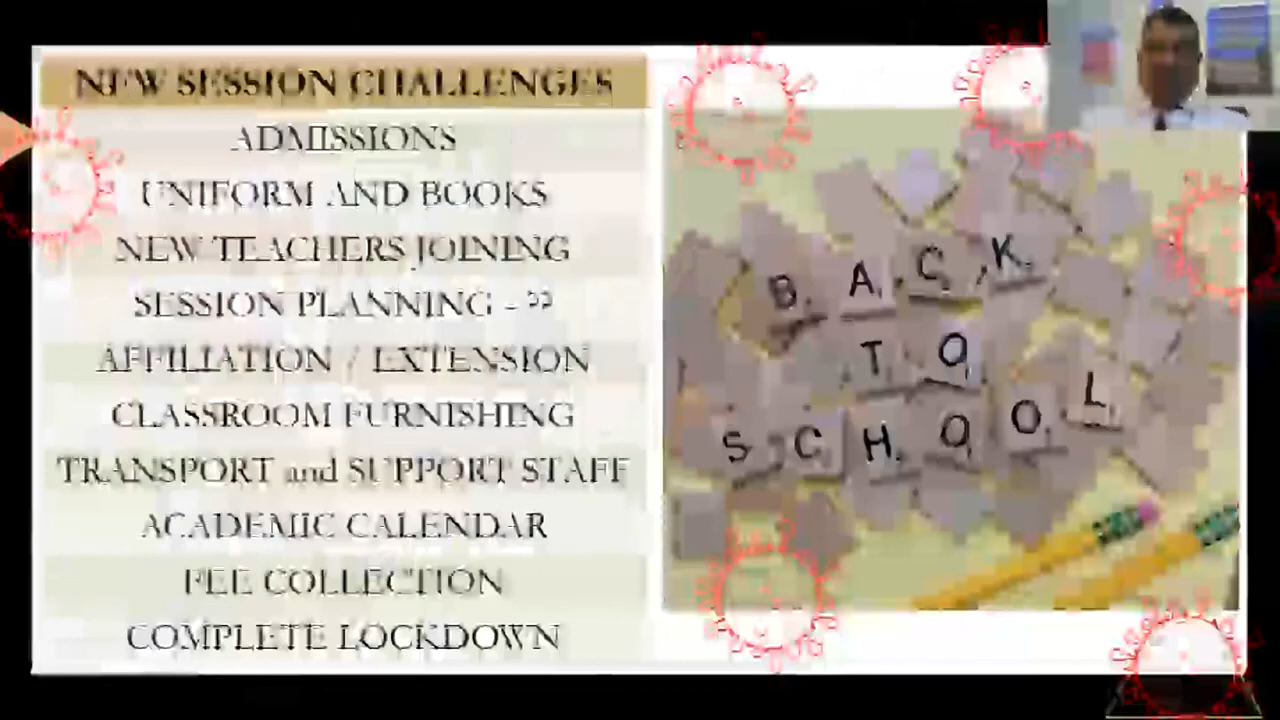 NEW SESSION CHALLENGES
ADMISSIONS
UNIFORM AND BOOKS
NEW TEACHERS JOINING
SESSION PLANNING - ??
AFFILIATION / EXTENSION
CLASSROOM FURNISHING
TRANSPORT and SUPPORT STAFF
ACADEMIC CALENDAR
FEE COLLECTION
COMPLETE LOCKDOWN
BACK
TO
SCHOOL